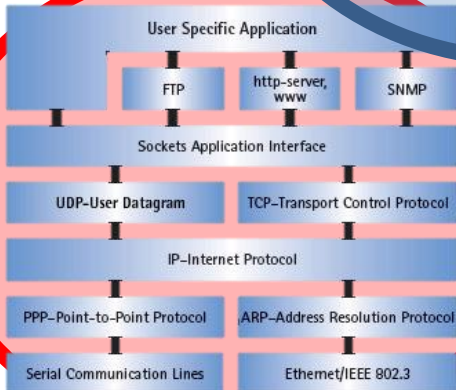 User Specific Application
FTP
http-server,
www
SNMP
Sockets Application Interface
UDP-User Datagram
TCP-Transport Control Protocol
IP-Internet Protocol
PPP-Point-to-Point Protocol
ARP-Address Resolution Protocol
Serial Communication Lines
Ethernet/IEEE 802.3